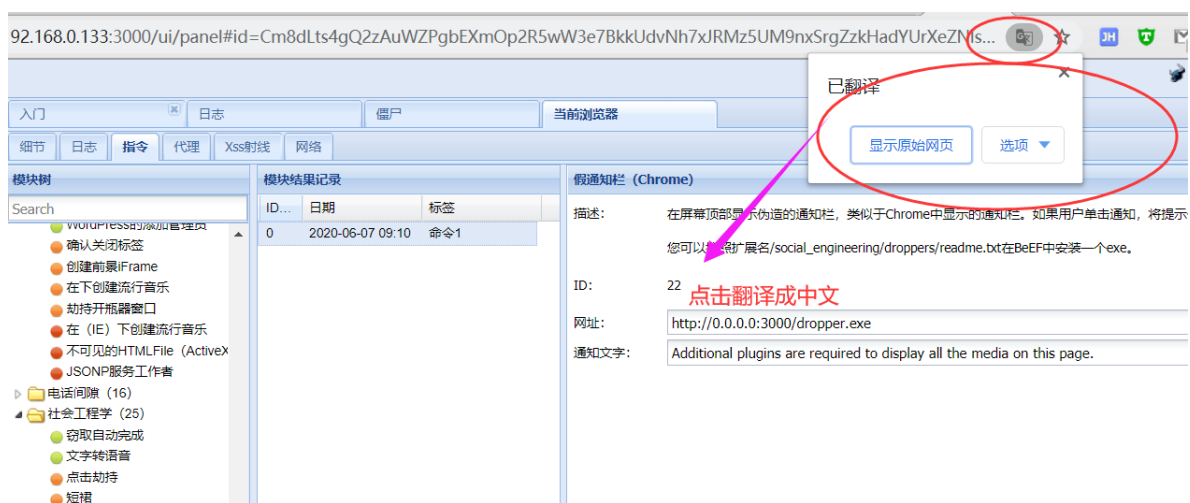 92.168.0.133:3000/ui/panel#id=Cm8dLts4gQ2zAuWZPgbEXmOp2R5wW3e7BkkUdvNh7xJRMz5UM9nxSrgZzkHadYUrXeZNIs...
JH
已翻译
显示原始网页 选项
入门 日志 僵尸 当前浏览器
细节 日志 指令 代理 Xss射线 网络
模块树
Search
WordPress的添加管理员
确认关闭标签
创建前景iFrame
在下创建流行音乐
劫持开瓶器窗口
在（IE）下创建流行音乐
不可见的HTMLFile（ActiveX
JSONP服务工作者
电话间隙（16）
社会工程学（25）
窃取自动完成
文字转语音
点击劫持
短裙
模块结果记录
ID... 日期 标签
0 2020-06-07 09:10 命令1
假通知栏（Chrome）
描述： 在屏幕顶部显示伪造的通知栏，类似于Chrome中显示的通知栏。如果用户单击通知，将提示
您可以按照扩展名/social_engineering/droppers/readme.txt在BeEF中安装一个exe。
ID： 22
点击翻译成中文
网址： http://0.0.0.0:3000/dropper.exe
通知文字： Additional plugins are required to display all the media on this page.